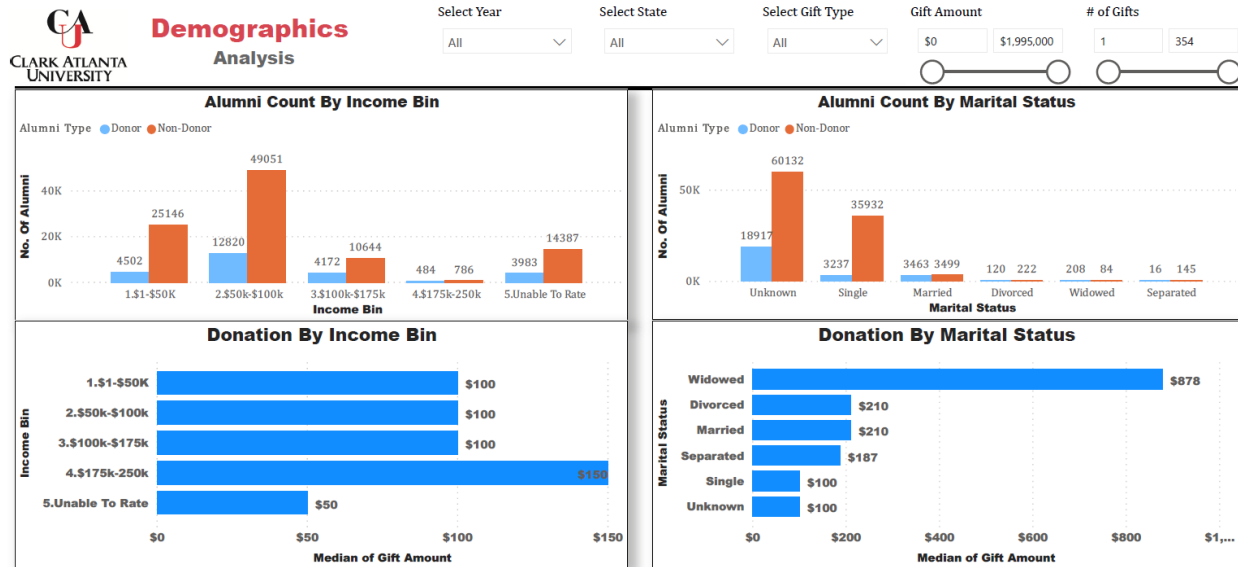 CAU
CLARK ATLANTA
UNIVERSITY
Demographics
Analysis
Select Year
All
Select State
All
Select Gift Type
All
Gift Amount
$0 $1,995,000
# of Gifts
1 354
Alumni Count By Income Bin
Alumni Type Donor Non-Donor
No. Of Alumni
40K
20K
0K
4502 25146
12820 49051
4172 10644
484 786
3983 14387
1.$1-$50K 2.$50k-$100k 3.$100k-$175k 4.$175k-250k 5.Unable To Rate
Income Bin
Alumni Count By Marital Status
Alumni Type Donor Non-Donor
No. Of Alumni
50K
0K
18917 60132
3237 35932
3463 3499
120 222
208 84
16 145
Unknown Single Married Divorced Widowed Separated
Marital Status
Donation By Income Bin
Income Bin
1.$1-$50K $100
2.$50k-$100k $100
3.$100k-$175k $100
4.$175k-250k $150
5.Unable To Rate $50
$0 $50 $100 $150
Median of Gift Amount
Donation By Marital Status
Marital Status
Widowed $878
Divorced $210
Married $210
Separated $187
Single $100
Unknown $100
$0 $200 $400 $600 $800 $1,...
Median of Gift Amount